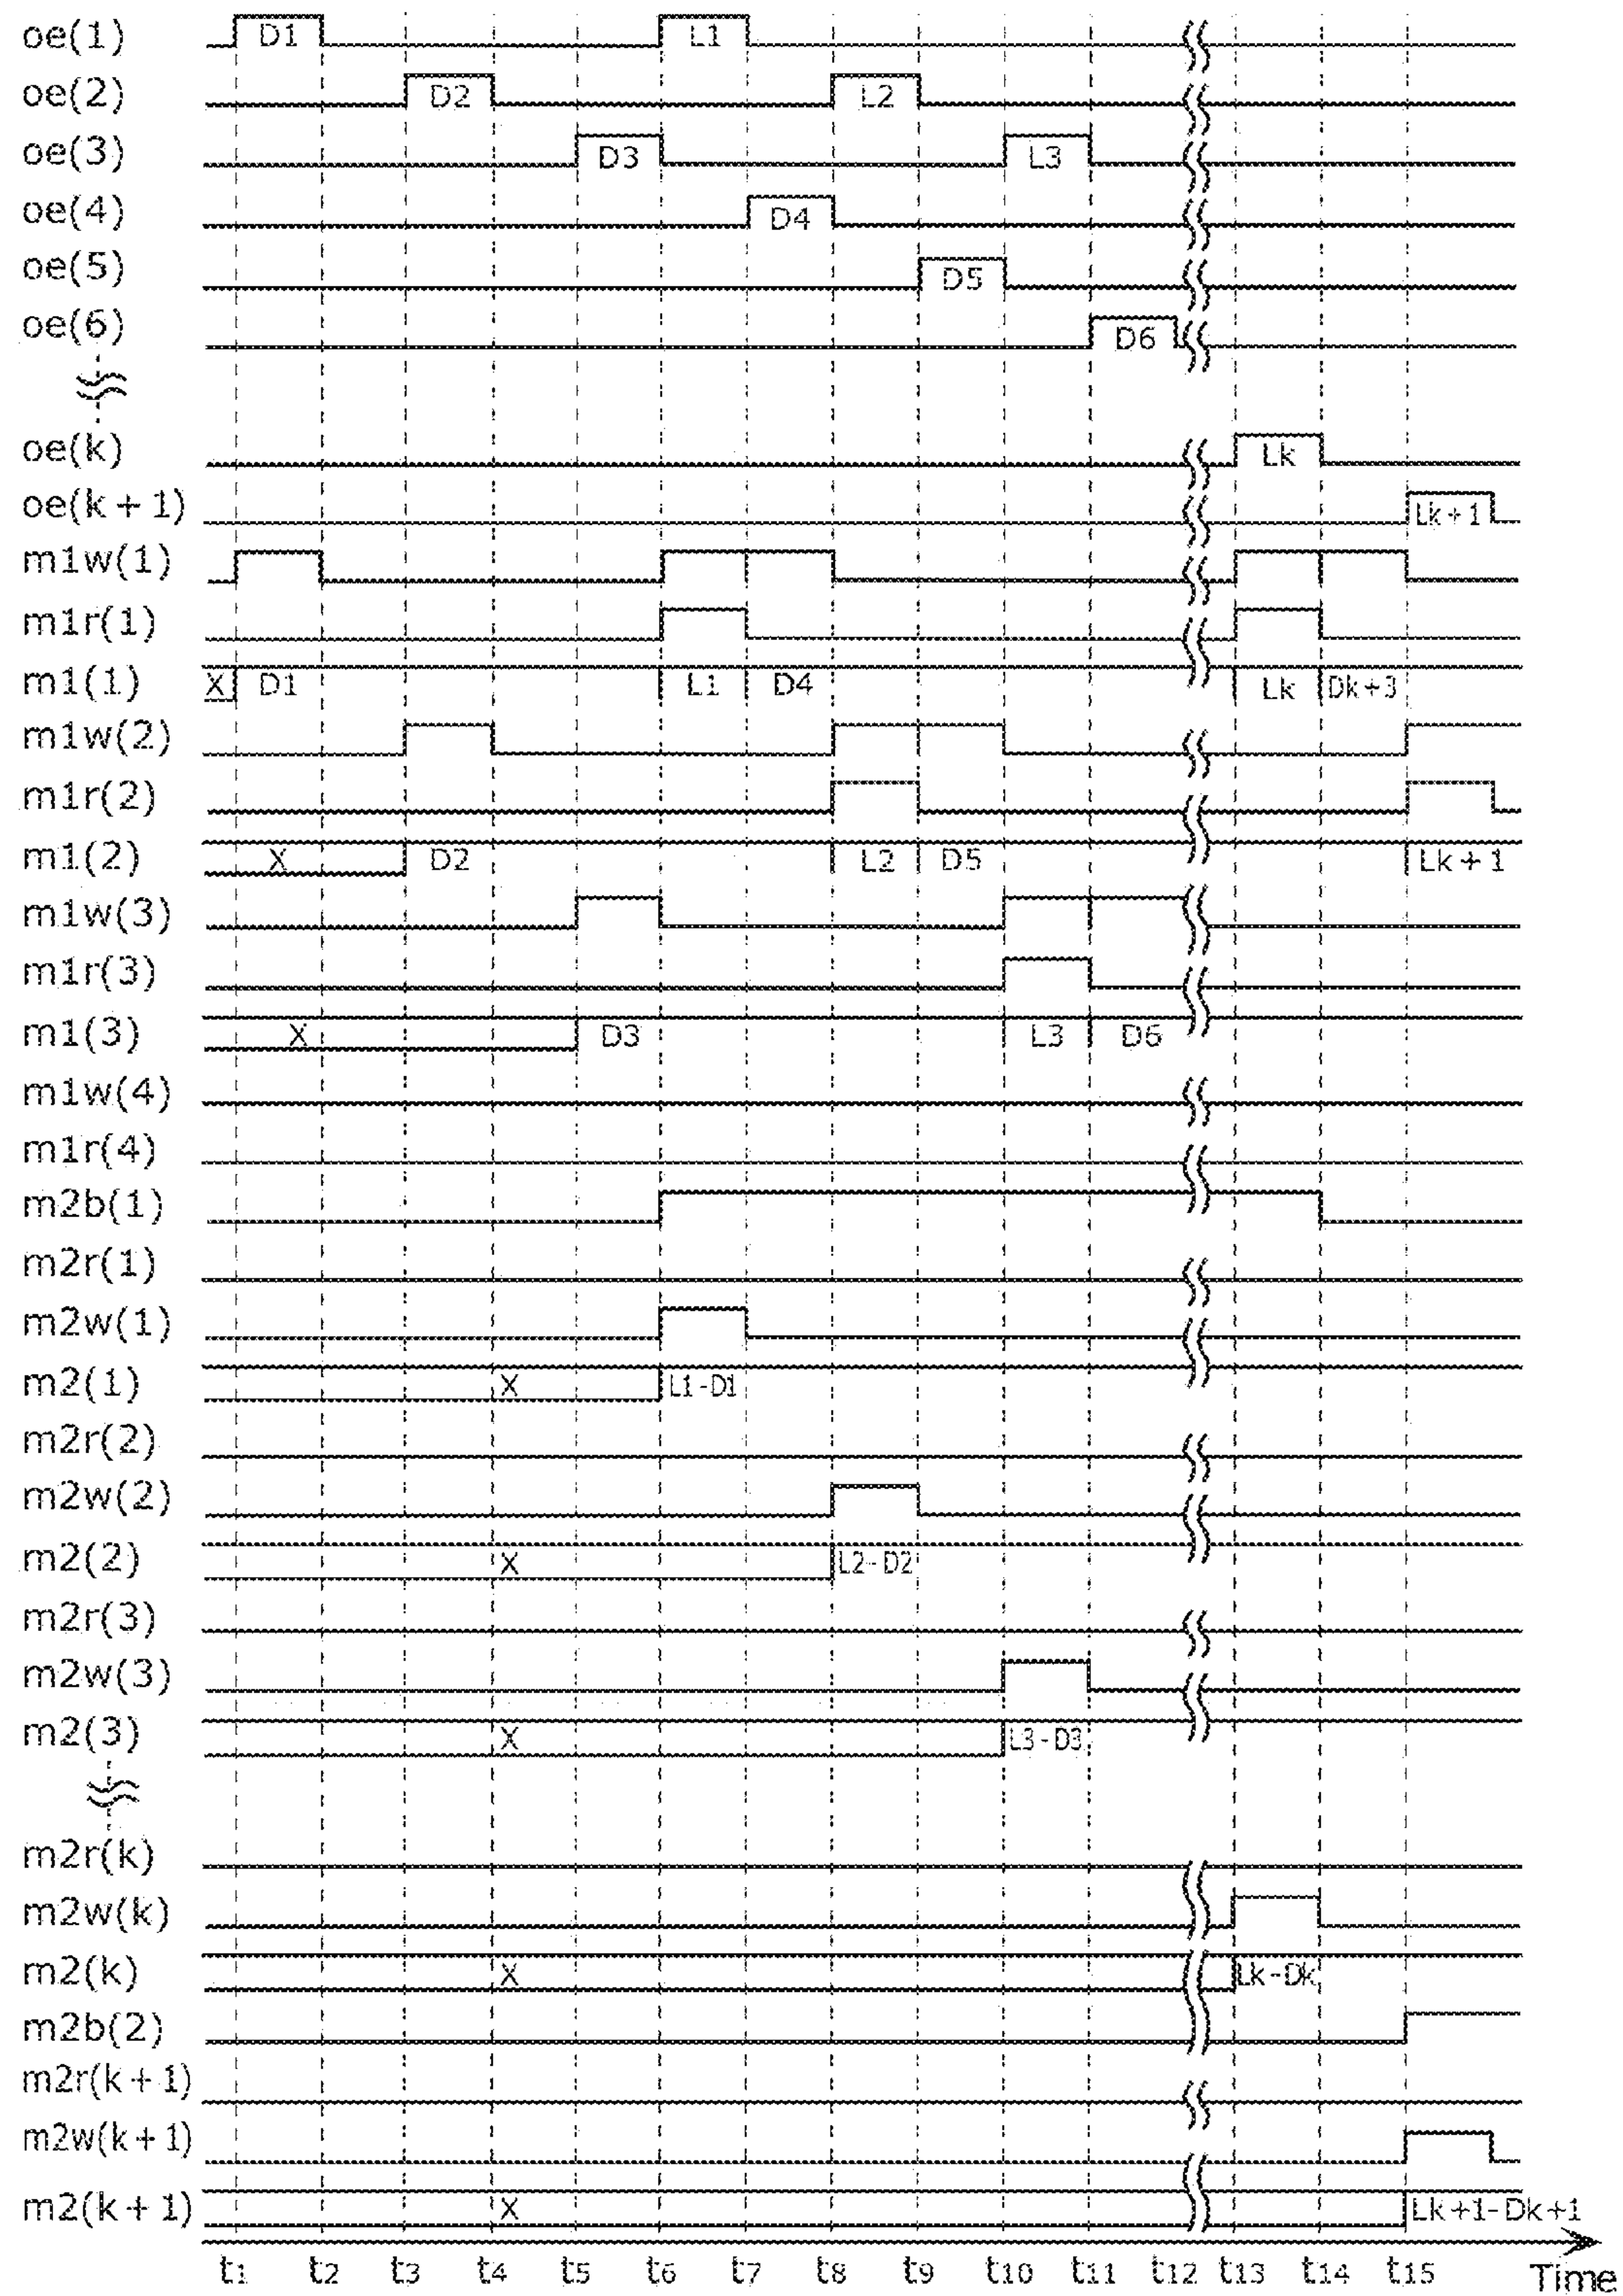 oe(1) D1 L1
oe(2) D2 L2
oe(3) D3 L3
oe(4) D4
oe(5) D5
oe(6) D6
oe(k) Lk
oe(k+1) Lk+1
m1w(1)
m1r(1)
m1(1) X D1 L1 D4 Lk Dk+3
m1w(2)
m1r(2)
m1(2) X D2 L2 D5 Lk+1
m1w(3)
m1r(3)
m1(3) X D3 L3 D6
m1w(4)
m1r(4)
m2b(1)
m2r(1)
m2w(1)
m2(1) X L1-D1
m2r(2)
m2w(2)
m2(2) X L2-D2
m2r(3)
m2w(3)
m2(3) X L3-D3
m2r(k)
m2w(k)
m2(k) X Lk-Dk
m2b(2)
m2r(k+1)
m2w(k+1)
m2(k+1) X Lk+1-Dk+1
t1 t2 t3 t4 t5 t6 t7 t8 t9 t10 t11 t12 t13 t14 t15 Time